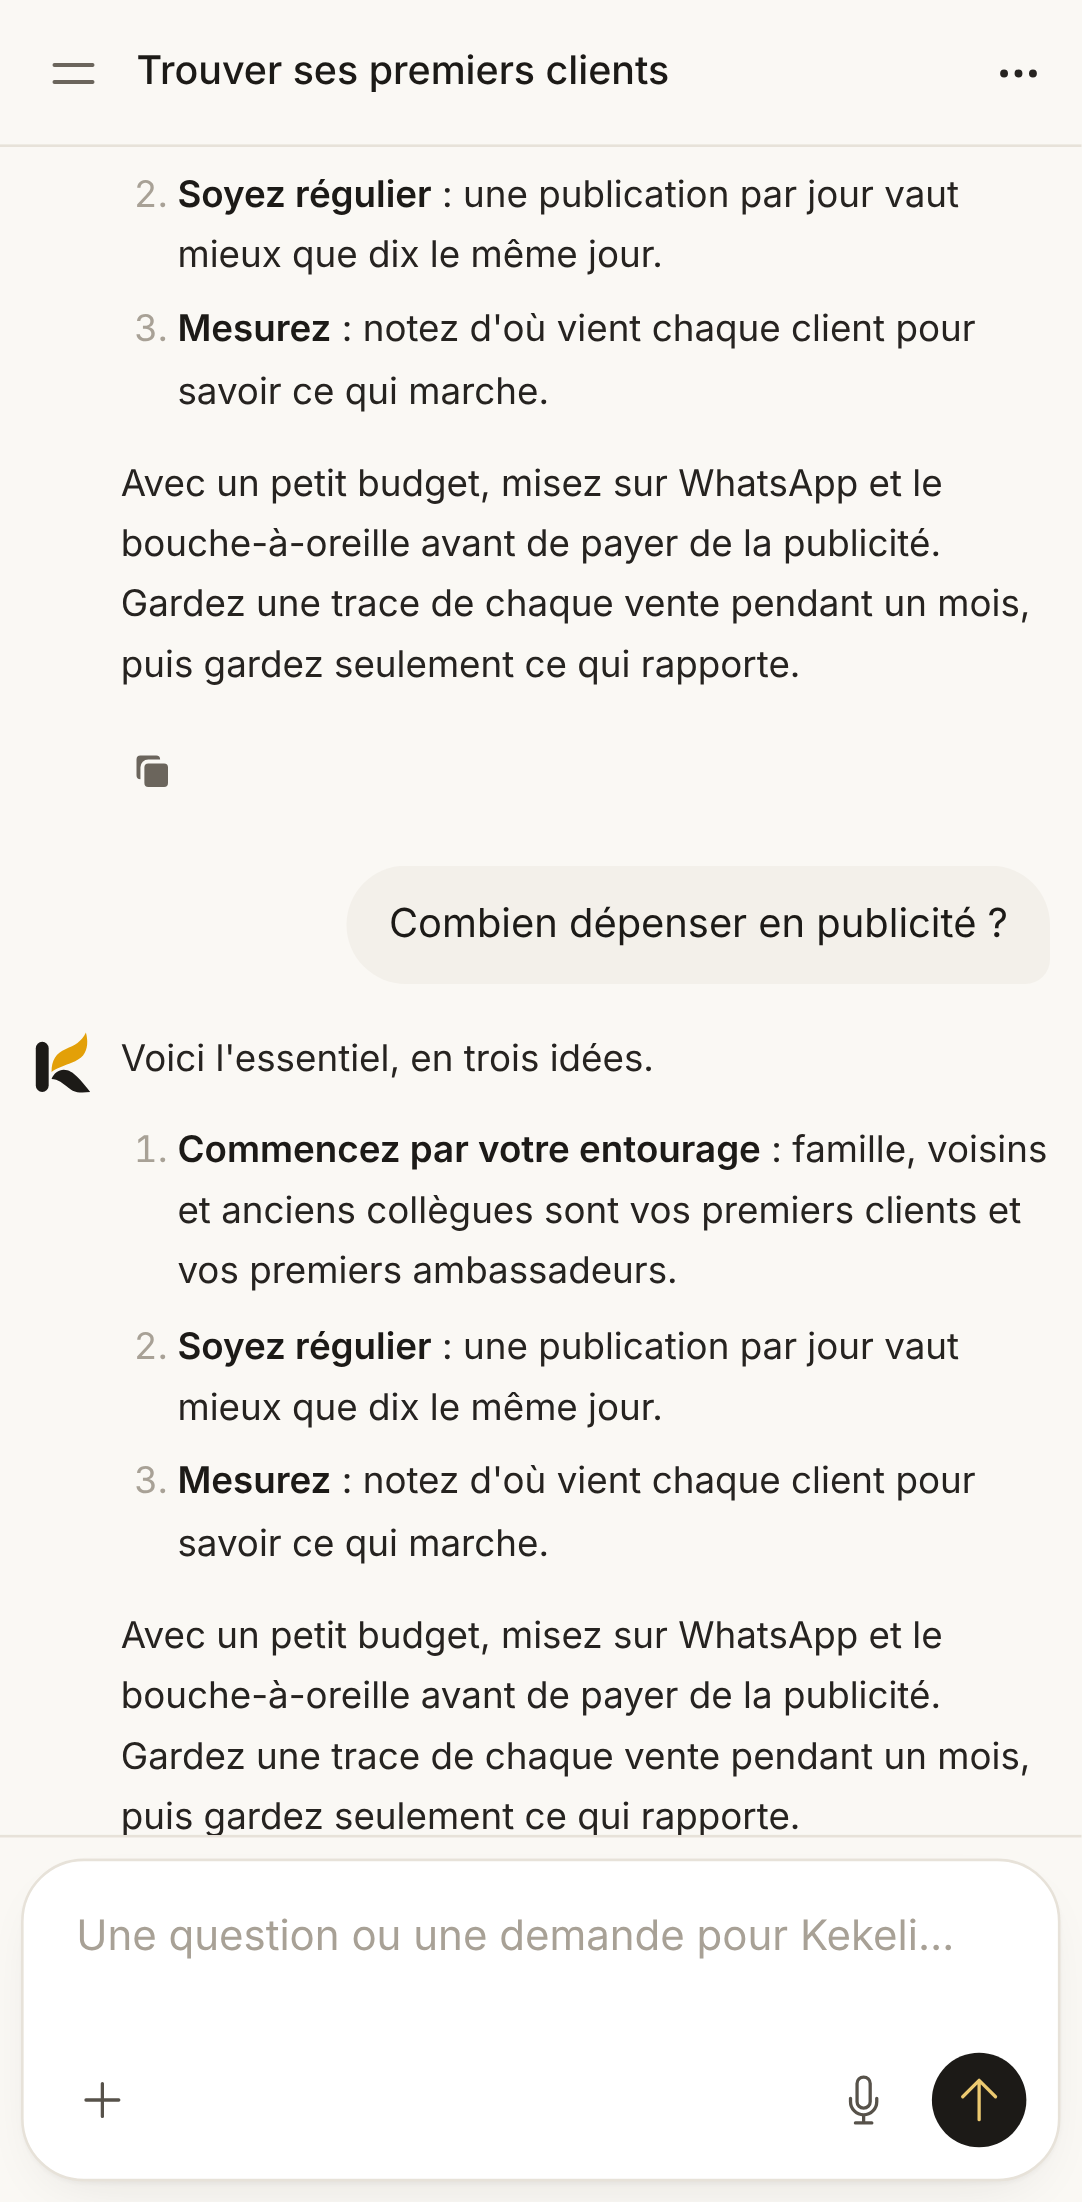 Trouver ses premiers clients
2. Soyez régulier : une publication par jour vaut
mieux que dix le même jour.
3. Mesurez : notez d'où vient chaque client pour
savoir ce qui marche.
Avec un petit budget, misez sur WhatsApp et le
bouche-à-oreille avant de payer de la publicité.
Gardez une trace de chaque vente pendant un mois,
puis gardez seulement ce qui rapporte.
Combien dépenser en publicité ?
Voici l'essentiel, en trois idées.
1. Commencez par votre entourage : famille, voisins
et anciens collègues sont vos premiers clients et
vos premiers ambassadeurs.
2. Soyez régulier : une publication par jour vaut
mieux que dix le même jour.
3. Mesurez : notez d'où vient chaque client pour
savoir ce qui marche.
Avec un petit budget, misez sur WhatsApp et le
bouche-à-oreille avant de payer de la publicité.
Gardez une trace de chaque vente pendant un mois,
puis gardez seulement ce qui rapporte.
Une question ou une demande pour Kekeli...